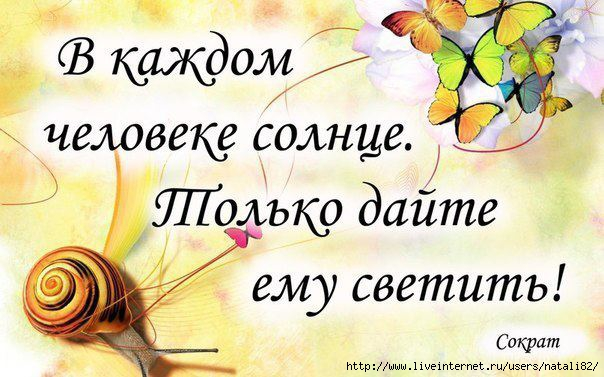 В каждом
человеке солнце.
Только дайте
ему светить!
Сократ
http://www.liveinternet.ru/users/natali82/